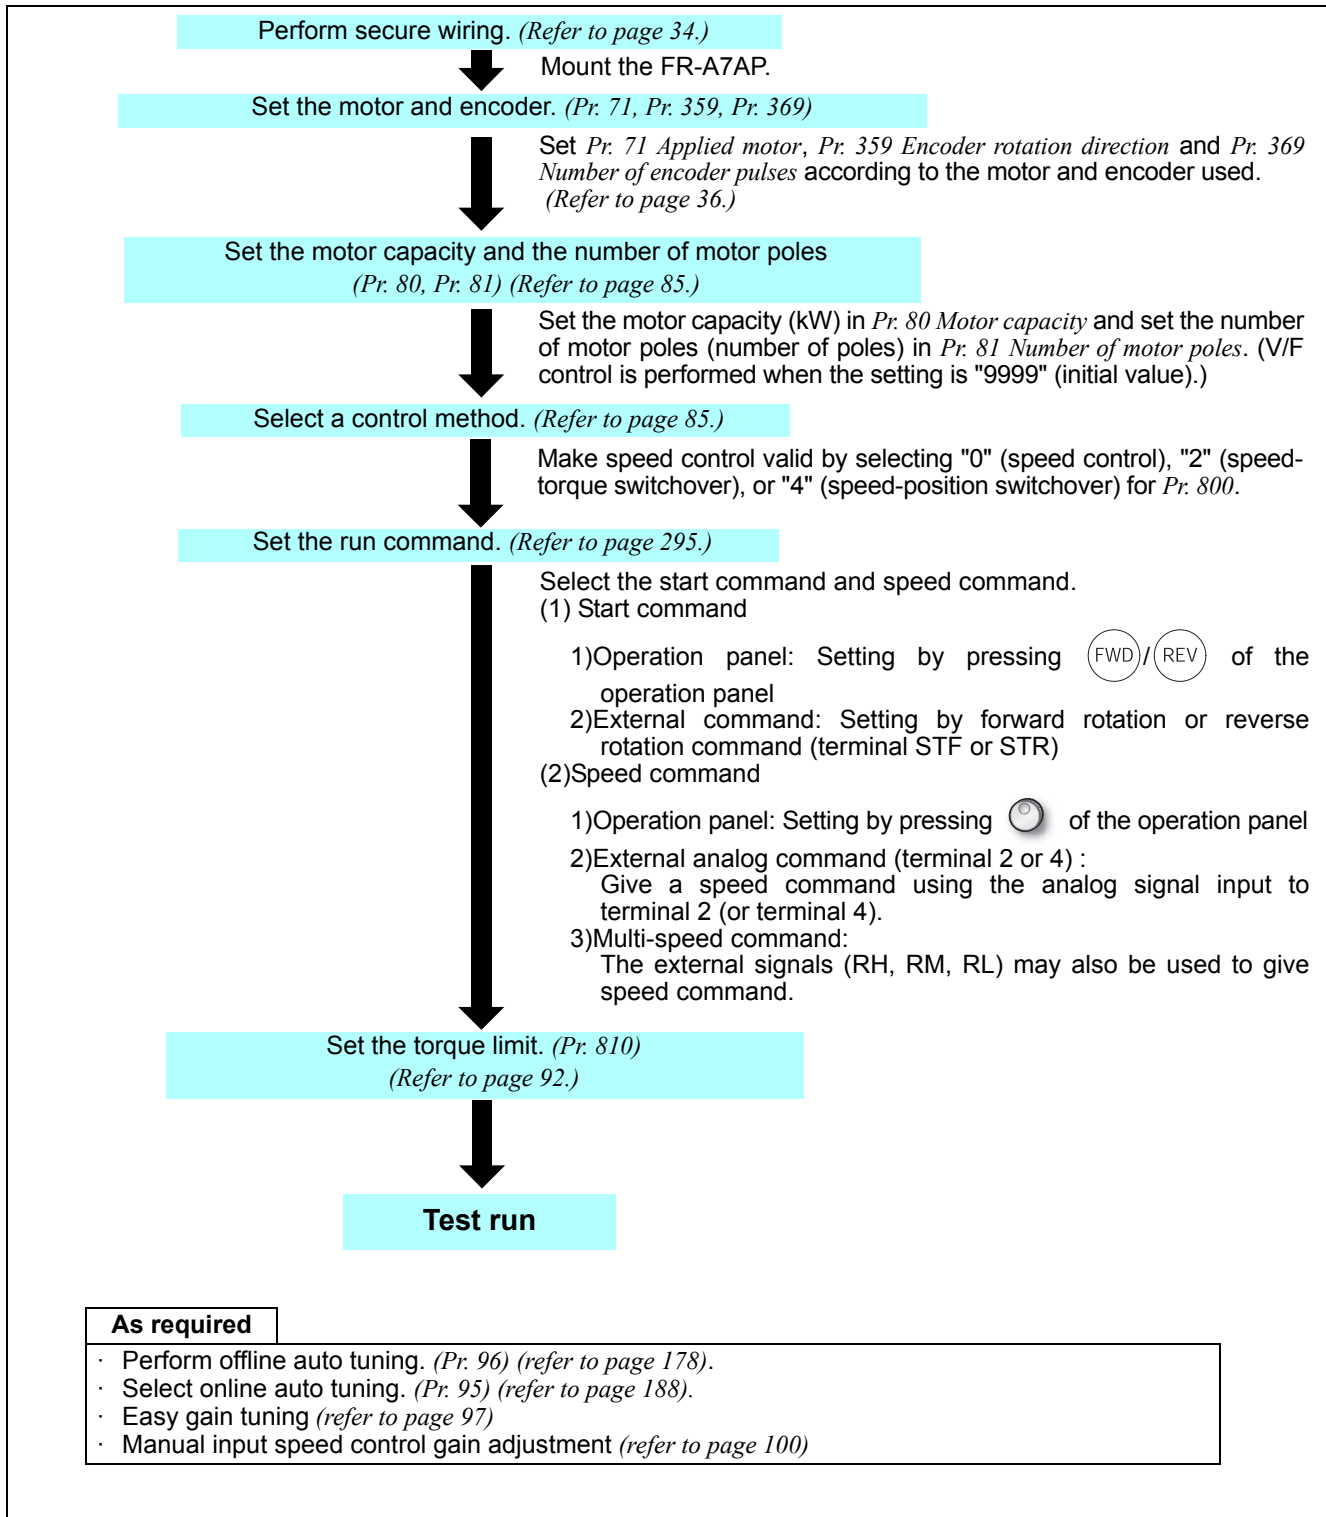 Perform secure wiring. (Refer to page 34.)
Mount the FR-A7AP.
Set the motor and encoder. (Pr. 71, Pr. 359, Pr. 369)
Set Pr. 71 Applied motor, Pr. 359 Encoder rotation direction and Pr. 369
Number of encoder pulses according to the motor and encoder used.
(Refer to page 36.)
Set the motor capacity and the number of motor poles
(Pr. 80, Pr. 81) (Refer to page 85.)
Set the motor capacity (kW) in Pr. 80 Motor capacity and set the number
of motor poles (number of poles) in Pr. 81 Number of motor poles. (V/F
control is performed when the setting is "9999" (initial value).)
Select a control method. (Refer to page 85.)
Make speed control valid by selecting "0" (speed control), "2" (speed-
torque switchover), or "4" (speed-position switchover) for Pr. 800.
Set the run command. (Refer to page 295.)
Select the start command and speed command.
(1) Start command
1)Operation panel: Setting by pressing FWD/REV of the
operation panel
2)External command: Setting by forward rotation or reverse
rotation command (terminal STF or STR)
(2)Speed command
1)Operation panel: Setting by pressing of the operation panel
2)External analog command (terminal 2 or 4) :
Give a speed command using the analog signal input to
terminal 2 (or terminal 4).
3)Multi-speed command:
The external signals (RH, RM, RL) may also be used to give
speed command.
Set the torque limit. (Pr. 810)
(Refer to page 92.)
Test run
As required
· Perform offline auto tuning. (Pr. 96) (refer to page 178).
· Select online auto tuning. (Pr. 95) (refer to page 188).
· Easy gain tuning (refer to page 97)
· Manual input speed control gain adjustment (refer to page 100)